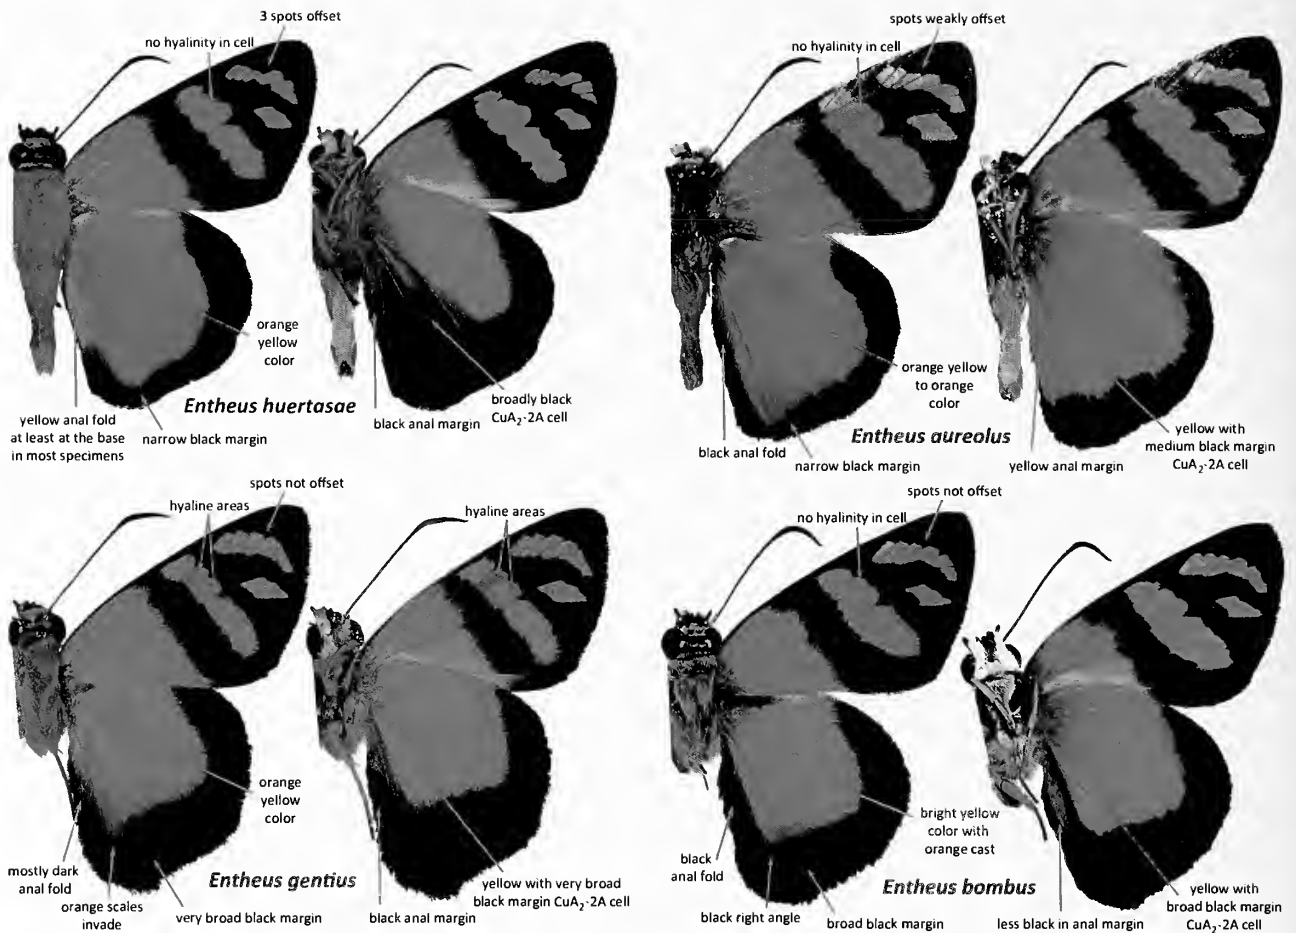 3 spots offset
no hyalinity in cell
orange
yellow
color
Entheus huertasae
yellow anal fold
at least at the base
in most specimens
narrow black margin
black anal margin
broadly black
CuA₂-2A cell
spots weakly offset
no hyalinity in cell
orange yellow
to orange
color
Entheus aureolus
black anal fold
narrow black margin
yellow anal margin
yellow with
medium black margin
CuA₂-2A cell
spots not offset
hyaline areas
hyaline areas
orange
yellow
color
mostly dark
anal fold
Entheus gentius
orange scales
invade
very broad black margin
black anal margin
yellow with very broad
black margin CuA₂-2A cell
spots not offset
no hyalinity in cell
bright yellow
color with
orange cast
black
anal fold
Entheus bombus
black right angle
broad black margin
less black in anal margin
yellow with
broad black margin
CuA₂-2A cell